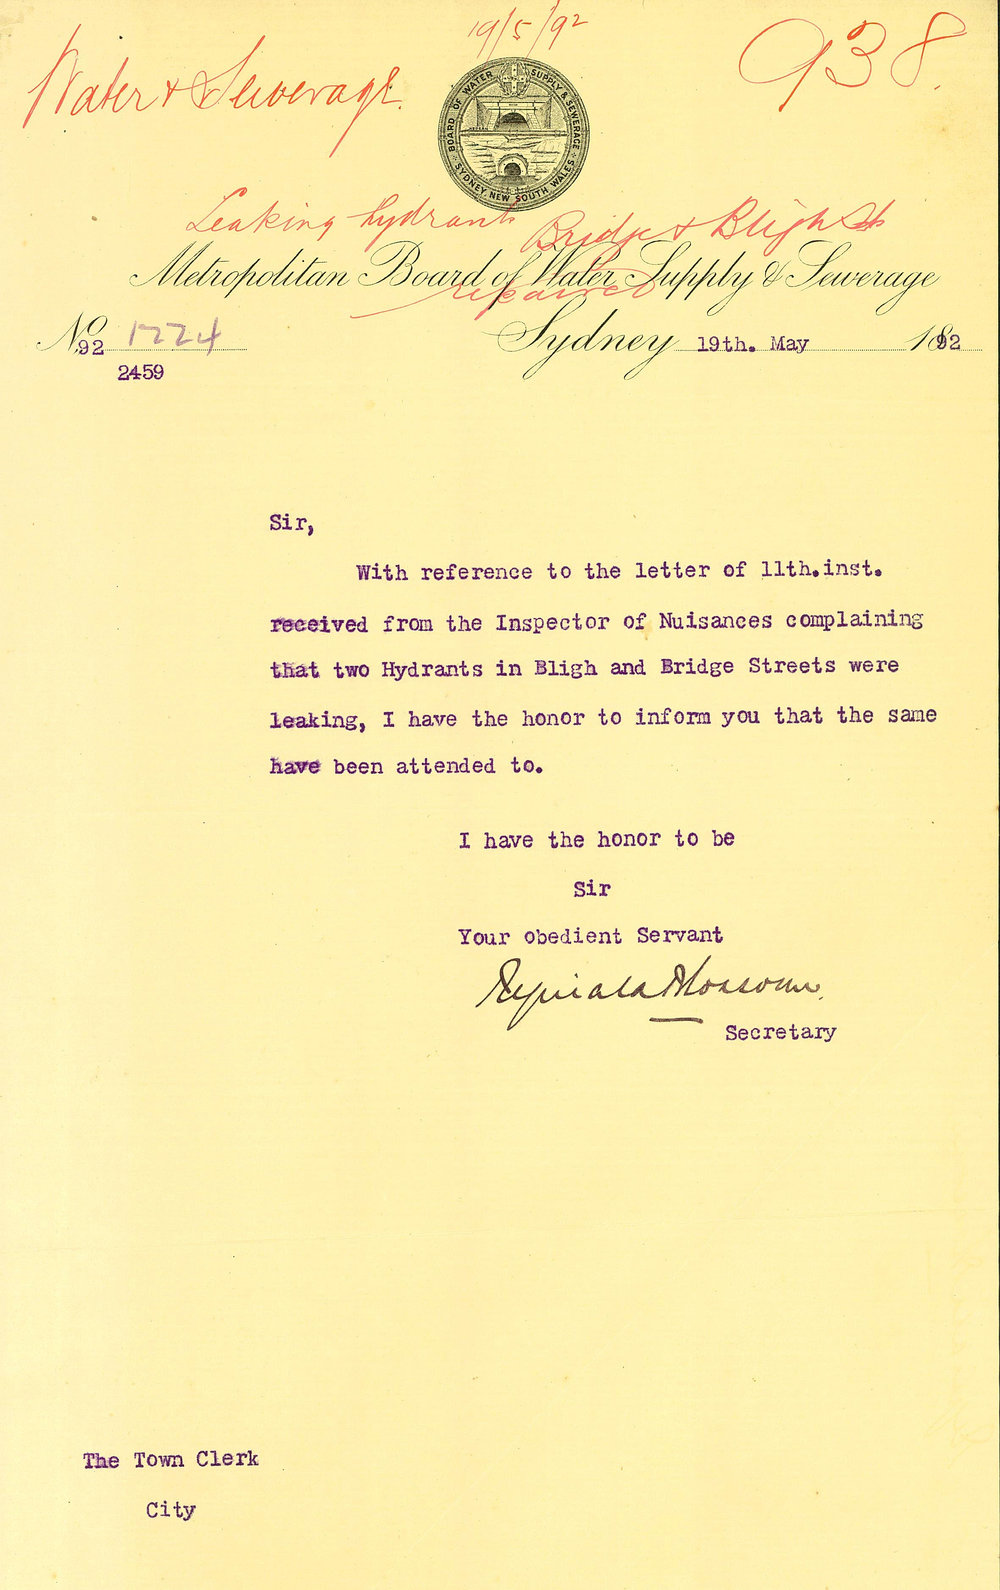 19/5/92
Water & Sewerage.
938.
BOARD OF WATER SUPPLY & SEWERAGE
SYDNEY, NEW SOUTH WALES
Leaking hydrants Bridge & Bligh Sts
repaired
Metropolitan Board of Water Supply & Sewerage
No. 92 1224
2459
Sydney 19th. May 1892
Sir,
With reference to the letter of 11th.inst.
received from the Inspector of Nuisances complaining
that two Hydrants in Bligh and Bridge Streets were
leaking, I have the honor to inform you that the same
have been attended to.
I have the honor to be
Sir
Your obedient Servant
Secretary
The Town Clerk
City